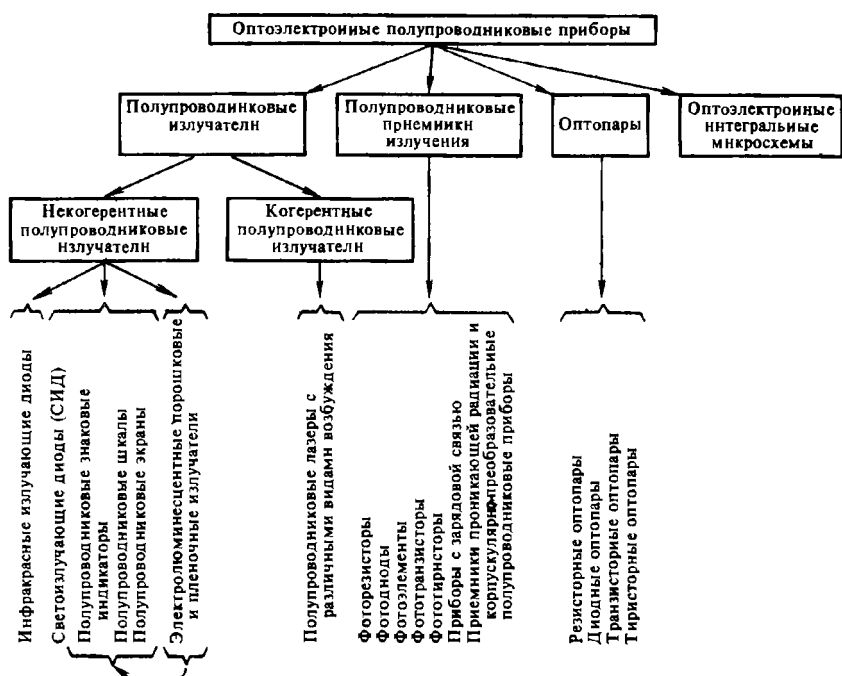 Оптоэлектронные полупроводниковые приборы
Полупроводниковые
излучатели
Полупроводниковые
приемники
излучения
Оптопары
Оптоэлектронные
интегральные
микросхемы
Некогерентные
полупроводниковые
излучатели
Когерентные
полупроводниковые
излучатели
Инфракрасные излучающие диоды
Светоизлучающие диоды (СИД)
Полупроводниковые знаковые
индикаторы
Полупроводниковые шкалы
Полупроводниковые экраны
Электролюминесцентные порошковые
и пленочные излучатели
Полупроводниковые лазеры с
различными видами возбуждения
Фоторезисторы
Фотодиоды
Фотоэлементы
Фототранзисторы
Фототиристоры
Приборы с зарядовой связью
Приемники проникающей радиации и
корпускулярно-преобразовательные
полупроводниковые приборы
Резисторные оптопары
Диодные оптопары
Транзисторные оптопары
Тиристорные оптопары